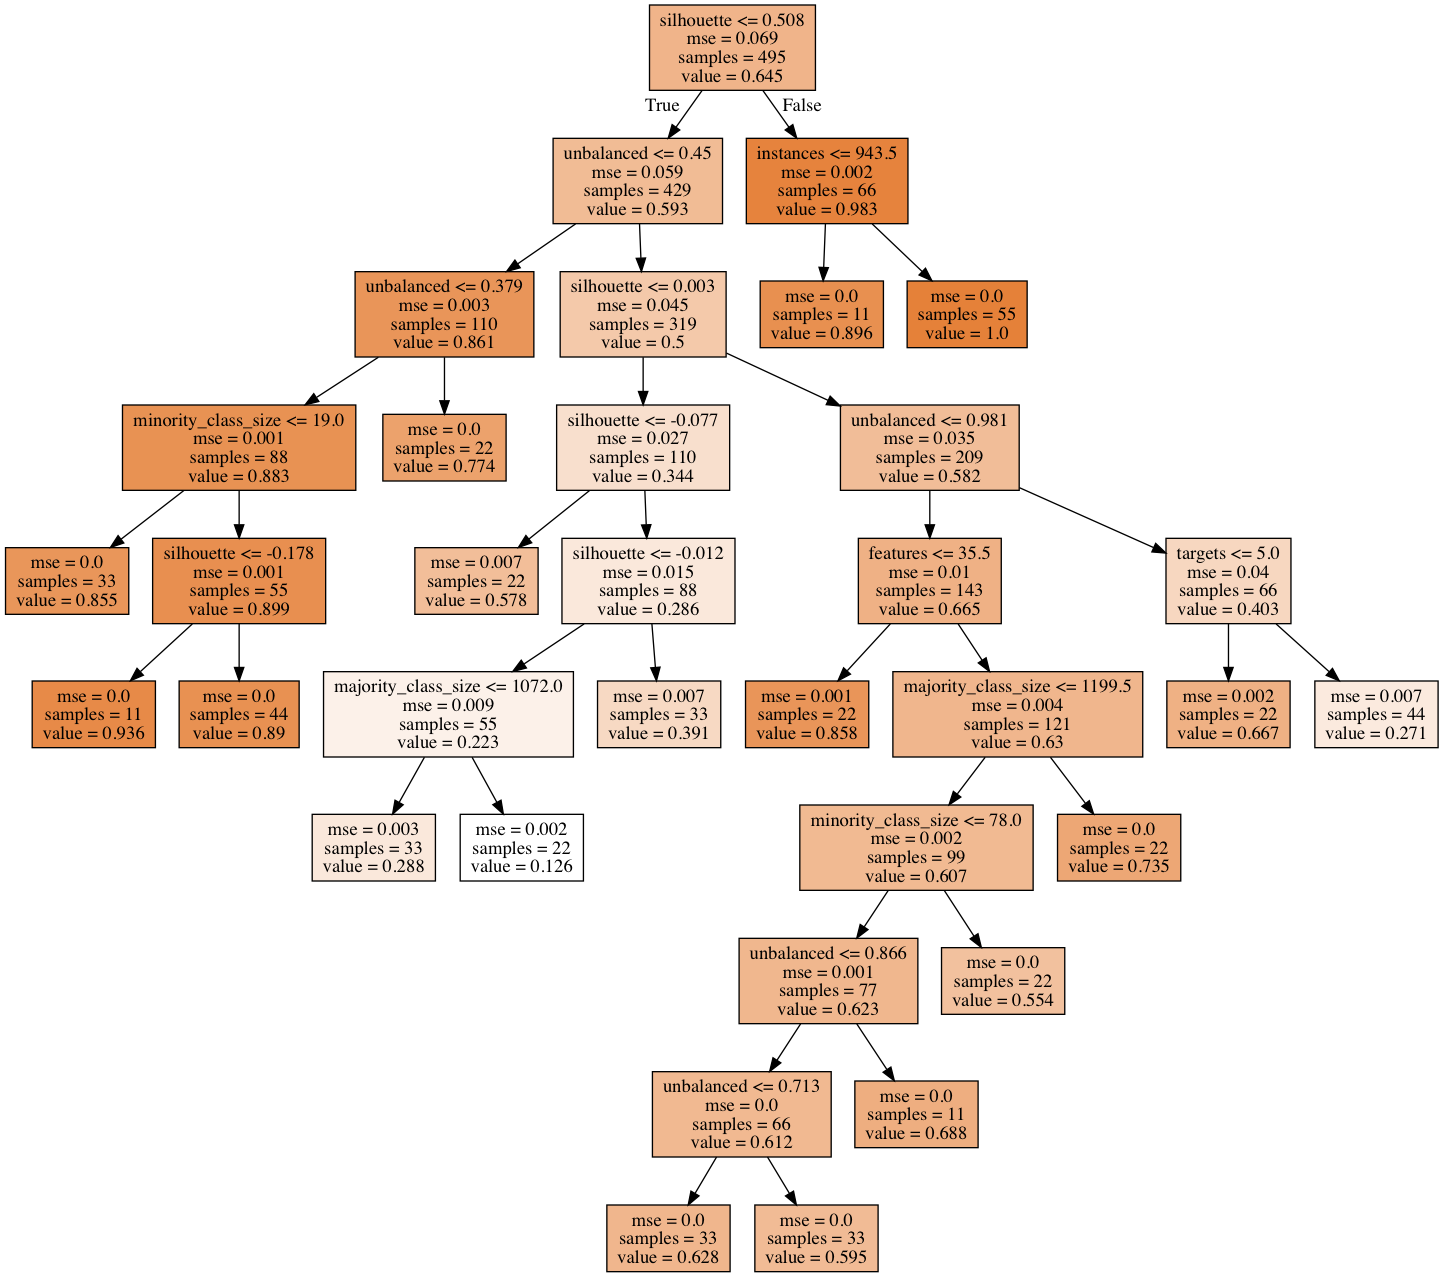 silhouette <= 0.508
mse = 0.069
samples = 495
value = 0.645
True
False
unbalanced <= 0.45
mse = 0.059
samples = 429
value = 0.593
instances <= 943.5
mse = 0.002
samples = 66
value = 0.983
unbalanced <= 0.379
mse = 0.003
samples = 110
value = 0.861
silhouette <= 0.003
mse = 0.045
samples = 319
value = 0.5
mse = 0.0
samples = 11
value = 0.896
mse = 0.0
samples = 55
value = 1.0
minority_class_size <= 19.0
mse = 0.001
samples = 88
value = 0.883
mse = 0.0
samples = 22
value = 0.774
silhouette <= -0.077
mse = 0.027
samples = 110
value = 0.344
unbalanced <= 0.981
mse = 0.035
samples = 209
value = 0.582
mse = 0.0
samples = 33
value = 0.855
silhouette <= -0.178
mse = 0.001
samples = 55
value = 0.899
mse = 0.007
samples = 22
value = 0.578
silhouette <= -0.012
mse = 0.015
samples = 88
value = 0.286
features <= 35.5
mse = 0.01
samples = 143
value = 0.665
targets <= 5.0
mse = 0.04
samples = 66
value = 0.403
mse = 0.0
samples = 11
value = 0.936
mse = 0.0
samples = 44
value = 0.89
majority_class_size <= 1072.0
mse = 0.009
samples = 55
value = 0.223
mse = 0.007
samples = 33
value = 0.391
mse = 0.001
samples = 22
value = 0.858
majority_class_size <= 1199.5
mse = 0.004
samples = 121
value = 0.63
mse = 0.002
samples = 22
value = 0.667
mse = 0.007
samples = 44
value = 0.271
mse = 0.003
samples = 33
value = 0.288
mse = 0.002
samples = 22
value = 0.126
minority_class_size <= 78.0
mse = 0.002
samples = 99
value = 0.607
mse = 0.0
samples = 22
value = 0.735
unbalanced <= 0.866
mse = 0.001
samples = 77
value = 0.623
mse = 0.0
samples = 22
value = 0.554
unbalanced <= 0.713
mse = 0.0
samples = 66
value = 0.612
mse = 0.0
samples = 11
value = 0.688
mse = 0.0
samples = 33
value = 0.628
mse = 0.0
samples = 33
value = 0.595